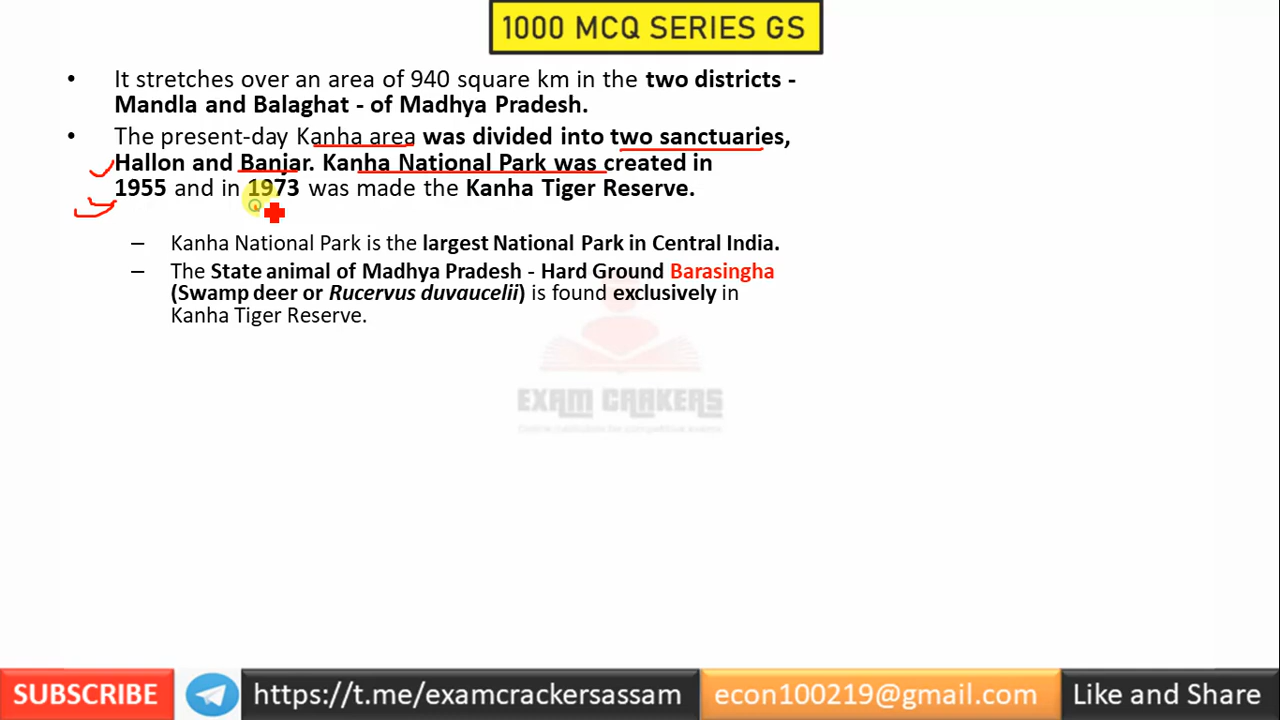 1000 MCQ SERIES GS
• It stretches over an area of 940 square km in the two districts -
Mandla and Balaghat - of Madhya Pradesh.
• The present-day Kanha area was divided into two sanctuaries,
Hallon and Banjar. Kanha National Park was created in
1955 and in 1973 was made the Kanha Tiger Reserve.
– Kanha National Park is the largest National Park in Central India.
– The State animal of Madhya Pradesh - Hard Ground Barasingha
(Swamp deer or Rucervus duvaucelii) is found exclusively in
Kanha Tiger Reserve.
EXAM CRAKERS
SUBSCRIBE
https://t.me/examcrackersassam
econ100219@gmail.com
Like and Share